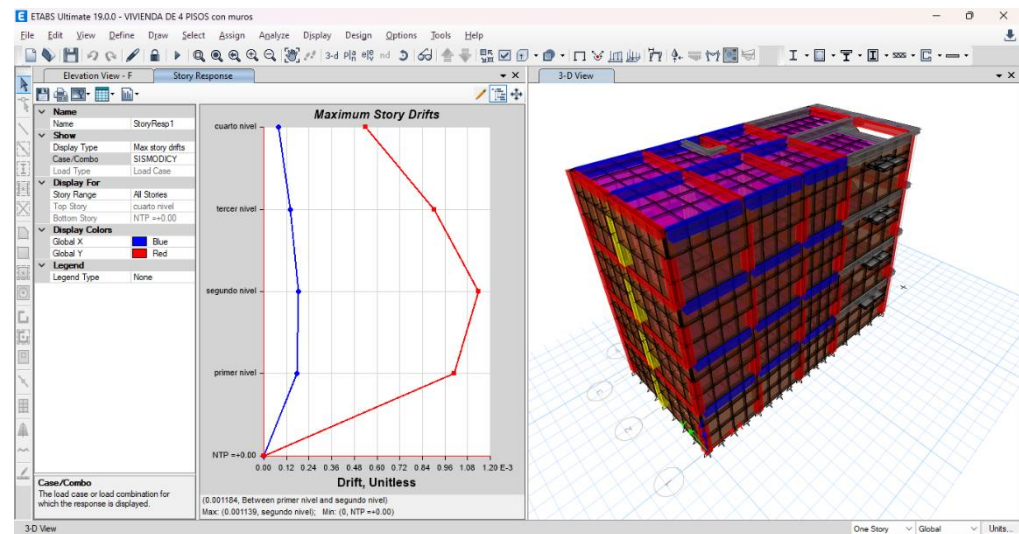 ETABS Ultimate 19.0.0 - VIVIENDA DE 4 PISOS con muros
File Edit View Define Draw Select Assign Analyze Display Design Options Tools Help
3-d nd
Elevation View - F
Story Response
3-D View
Name
Name StoryResp1
Show
Display Type Max story drifts
Case/Combo SISMODICY
Load Type Load Case
Display For
Story Range All Stories
Top Story cuarto nivel
Bottom Story NTP =+0.00
Display Colors
Global X Blue
Global Y Red
Legend
Legend Type None
Case/Combo
The load case or load combination for
which the response is displayed.
Maximum Story Drifts
cuarto nivel
tercer nivel
segundo nivel
primer nivel
NTP =+0.00
0.00 0.12 0.24 0.36 0.48 0.60 0.72 0.84 0.96 1.08 1.20 E-3
Drift, Unitless
(0.001184, Between primer nivel and segundo nivel)
Max: (0.001139, segundo nivel); Min: (0, NTP =+0.00)
3-D View
One Story Global Units...